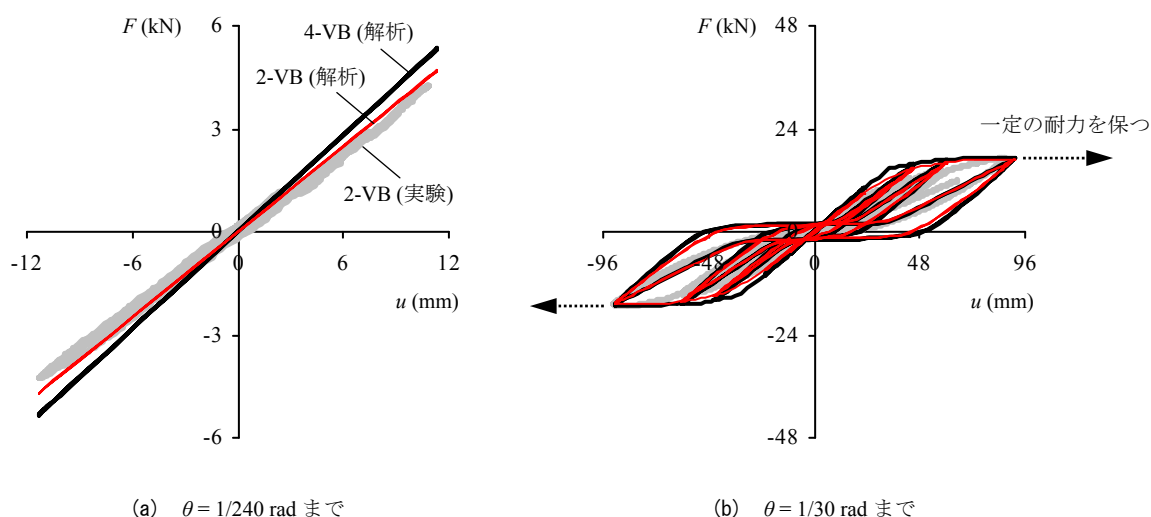 F (kN)
6
4-VB (解析)
2-VB (解析)
3
2-VB (実験)
0
-12
-6
0
6
12
u (mm)
-3
-6
(a) θ = 1/240 rad まで
F (kN)
48
24
一定の耐力を保つ
0
-96
-48
0
48
96
u (mm)
-24
-48
(b) θ = 1/30 rad まで